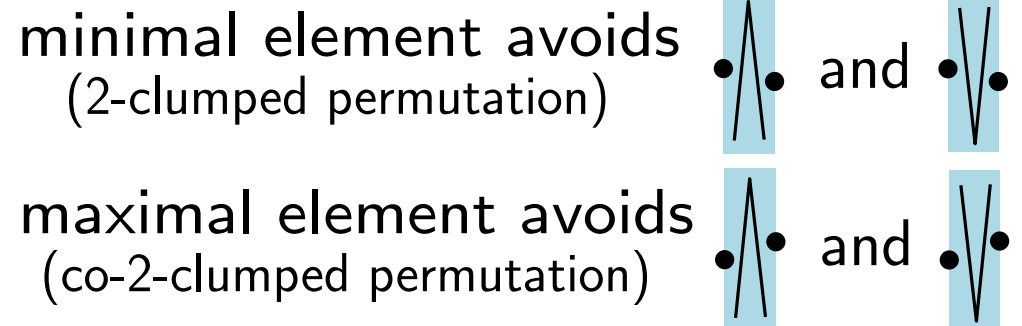 minimal element avoids and
(2-clumped permutation)
maximal element avoids and
(co-2-clumped permutation)